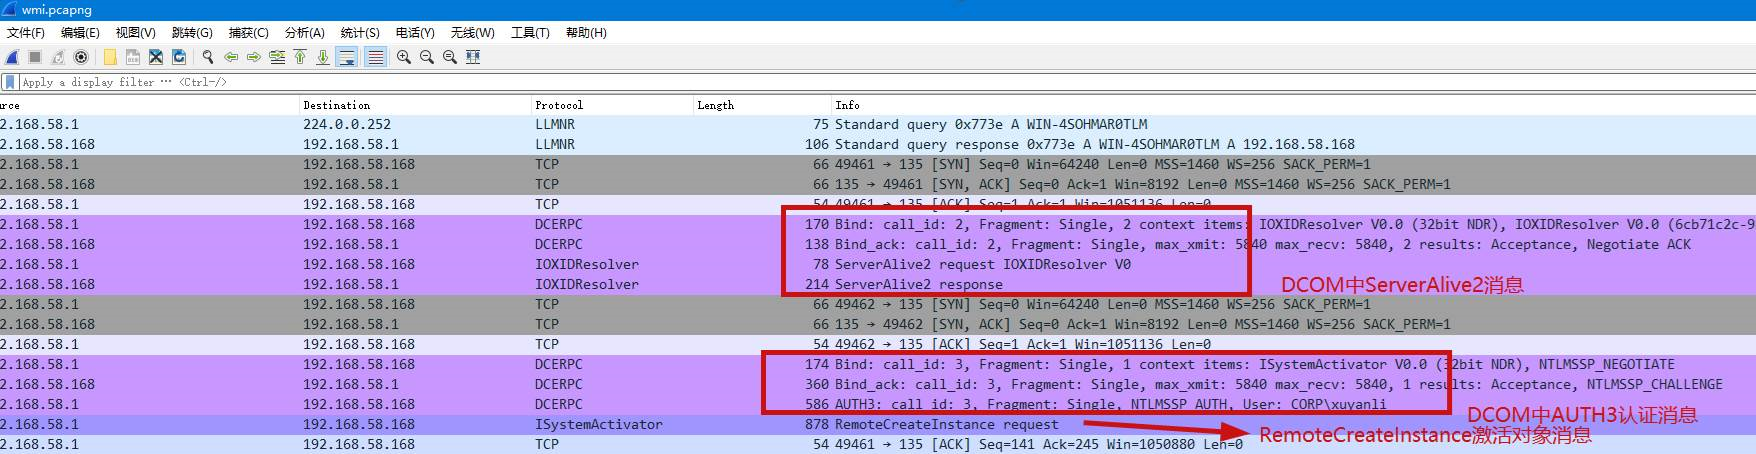 wmi.pcapng
文件(F) 编辑(E) 视图(V) 跳转(G) 捕获(C) 分析(A) 统计(S) 电话(Y) 无线(W) 工具(T) 帮助(H)
Apply a display filter … <Ctrl-/>
urce Destination Protocol Length Info
2.168.58.1 224.0.0.252 LLMNR 75 Standard query 0x773e A WIN-4SOHMAR0TLM
2.168.58.168 192.168.58.1 LLMNR 106 Standard query response 0x773e A WIN-4SOHMAR0TLM A 192.168.58.168
2.168.58.1 192.168.58.168 TCP 66 49461 → 135 [SYN] Seq=0 Win=64240 Len=0 MSS=1460 WS=256 SACK_PERM=1
2.168.58.168 192.168.58.1 TCP 66 135 → 49461 [SYN, ACK] Seq=0 Ack=1 Win=8192 Len=0 MSS=1460 WS=256 SACK_PERM=1
2.168.58.1 192.168.58.168 TCP 54 49461 → 135 [ACK] Seq=1 Ack=1 Win=1051136 Len=0
2.168.58.1 192.168.58.168 DCERPC 170 Bind: call_id: 2, Fragment: Single, 2 context items: IOXIDResolver V0.0 (32bit NDR), IOXIDResolver V0.0 (6cb71c2c-9
2.168.58.168 192.168.58.1 DCERPC 138 Bind_ack: call_id: 2, Fragment: Single, max_xmit: 5840 max_recv: 5840, 2 results: Acceptance, Negotiate ACK
2.168.58.1 192.168.58.168 IOXIDResolver 78 ServerAlive2 request IOXIDResolver V0
2.168.58.168 192.168.58.1 IOXIDResolver 214 ServerAlive2 response
DCOM中ServerAlive2消息
2.168.58.1 192.168.58.168 TCP 66 49462 → 135 [SYN] Seq=0 Win=64240 Len=0 MSS=1460 WS=256 SACK_PERM=1
2.168.58.168 192.168.58.1 TCP 66 135 → 49462 [SYN, ACK] Seq=0 Ack=1 Win=8192 Len=0 MSS=1460 WS=256 SACK_PERM=1
2.168.58.1 192.168.58.168 TCP 54 49462 → 135 [ACK] Seq=1 Ack=1 Win=1051136 Len=0
2.168.58.1 192.168.58.168 DCERPC 174 Bind: call_id: 3, Fragment: Single, 1 context items: ISystemActivator V0.0 (32bit NDR), NTLMSSP_NEGOTIATE
2.168.58.168 192.168.58.1 DCERPC 360 Bind_ack: call_id: 3, Fragment: Single, max_xmit: 5840 max_recv: 5840, 1 results: Acceptance, NTLMSSP_CHALLENGE
2.168.58.1 192.168.58.168 DCERPC 586 AUTH3: call_id: 3, Fragment: Single, NTLMSSP_AUTH, User: CORP\xuyanli
DCOM中AUTH3认证消息
2.168.58.1 192.168.58.168 ISystemActivator 878 RemoteCreateInstance request
RemoteCreateInstance激活对象消息
2.168.58.1 192.168.58.168 TCP 54 49461 → 135 [ACK] Seq=141 Ack=245 Win=1050880 Len=0